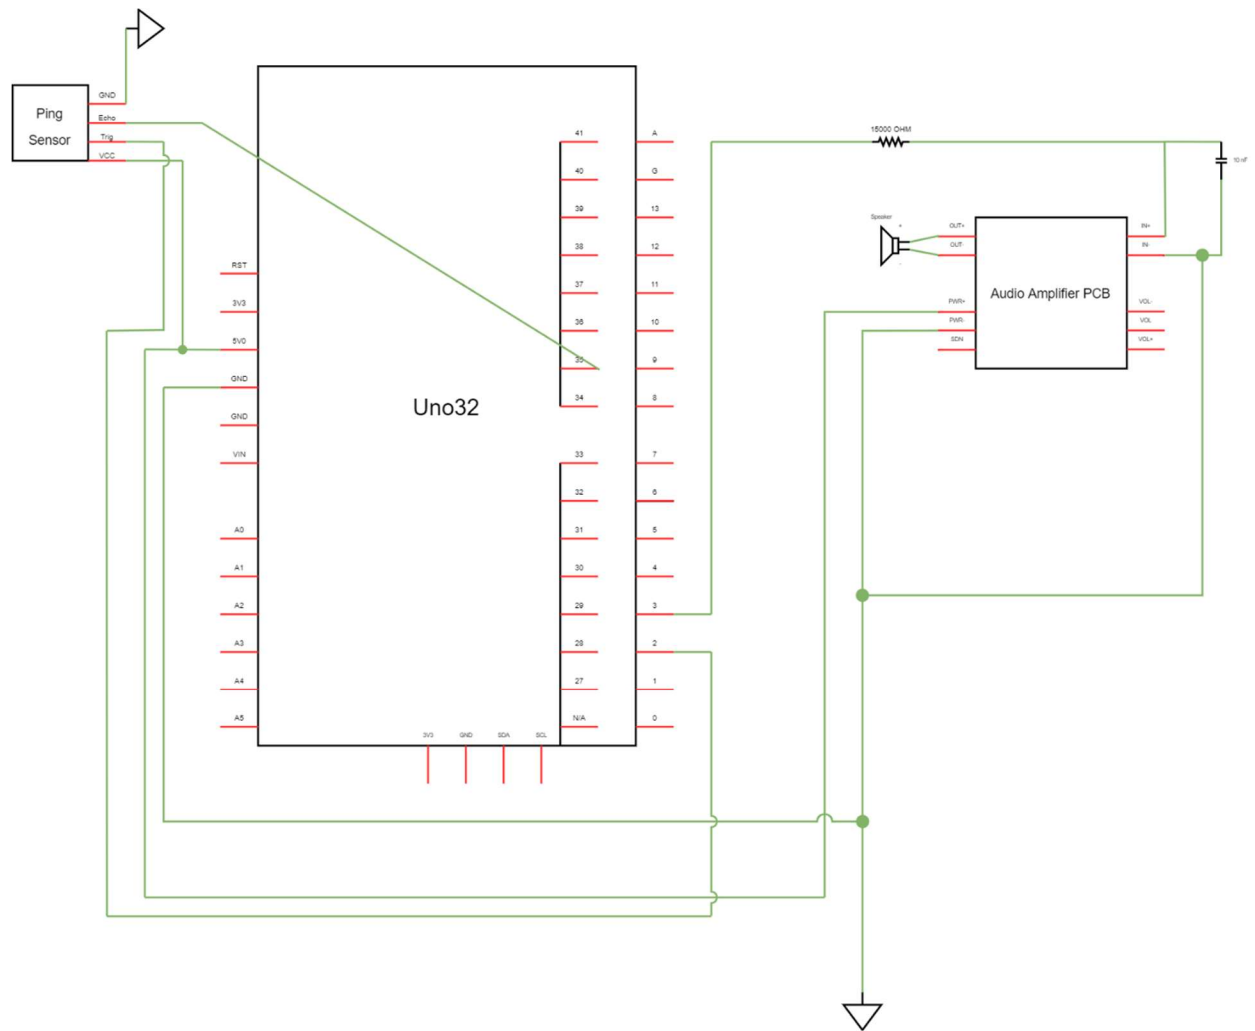 GND
Ping
Sensor
Echo
Trig
VCC
RST
3V3
5V0
GND
GND
VIN
A0
A1
A2
A3
A4
A5
Uno32
41
40
39
38
37
36
35
34
33
32
31
30
29
28
27
N/A
A
G
13
12
11
10
9
8
7
6
5
4
3
2
1
0
3V3
GND
SDA
SCL
15000 OHM
10 nF
Speaker
+
-
OUT+
OUT-
PWR+
PWR-
SDN
Audio Amplifier PCB
IN+
IN-
VOL-
VOL
VOL+